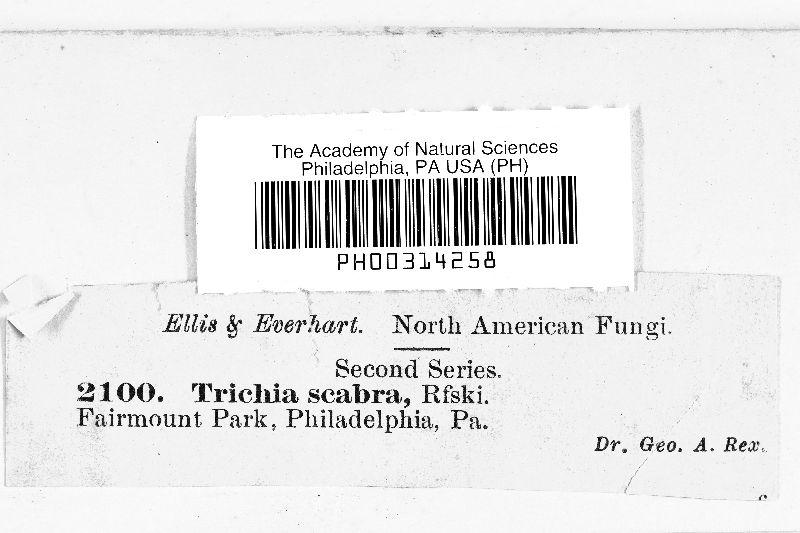 The Academy of Natural Sciences
Philadelphia, PA USA (PH)
PH00314258
Ellis & Everhart. North American Fungi.
Second Series.
2100. Trichia scabra, Rfski.
Fairmount Park, Philadelphia, Pa.
Dr. Geo. A. Rex.